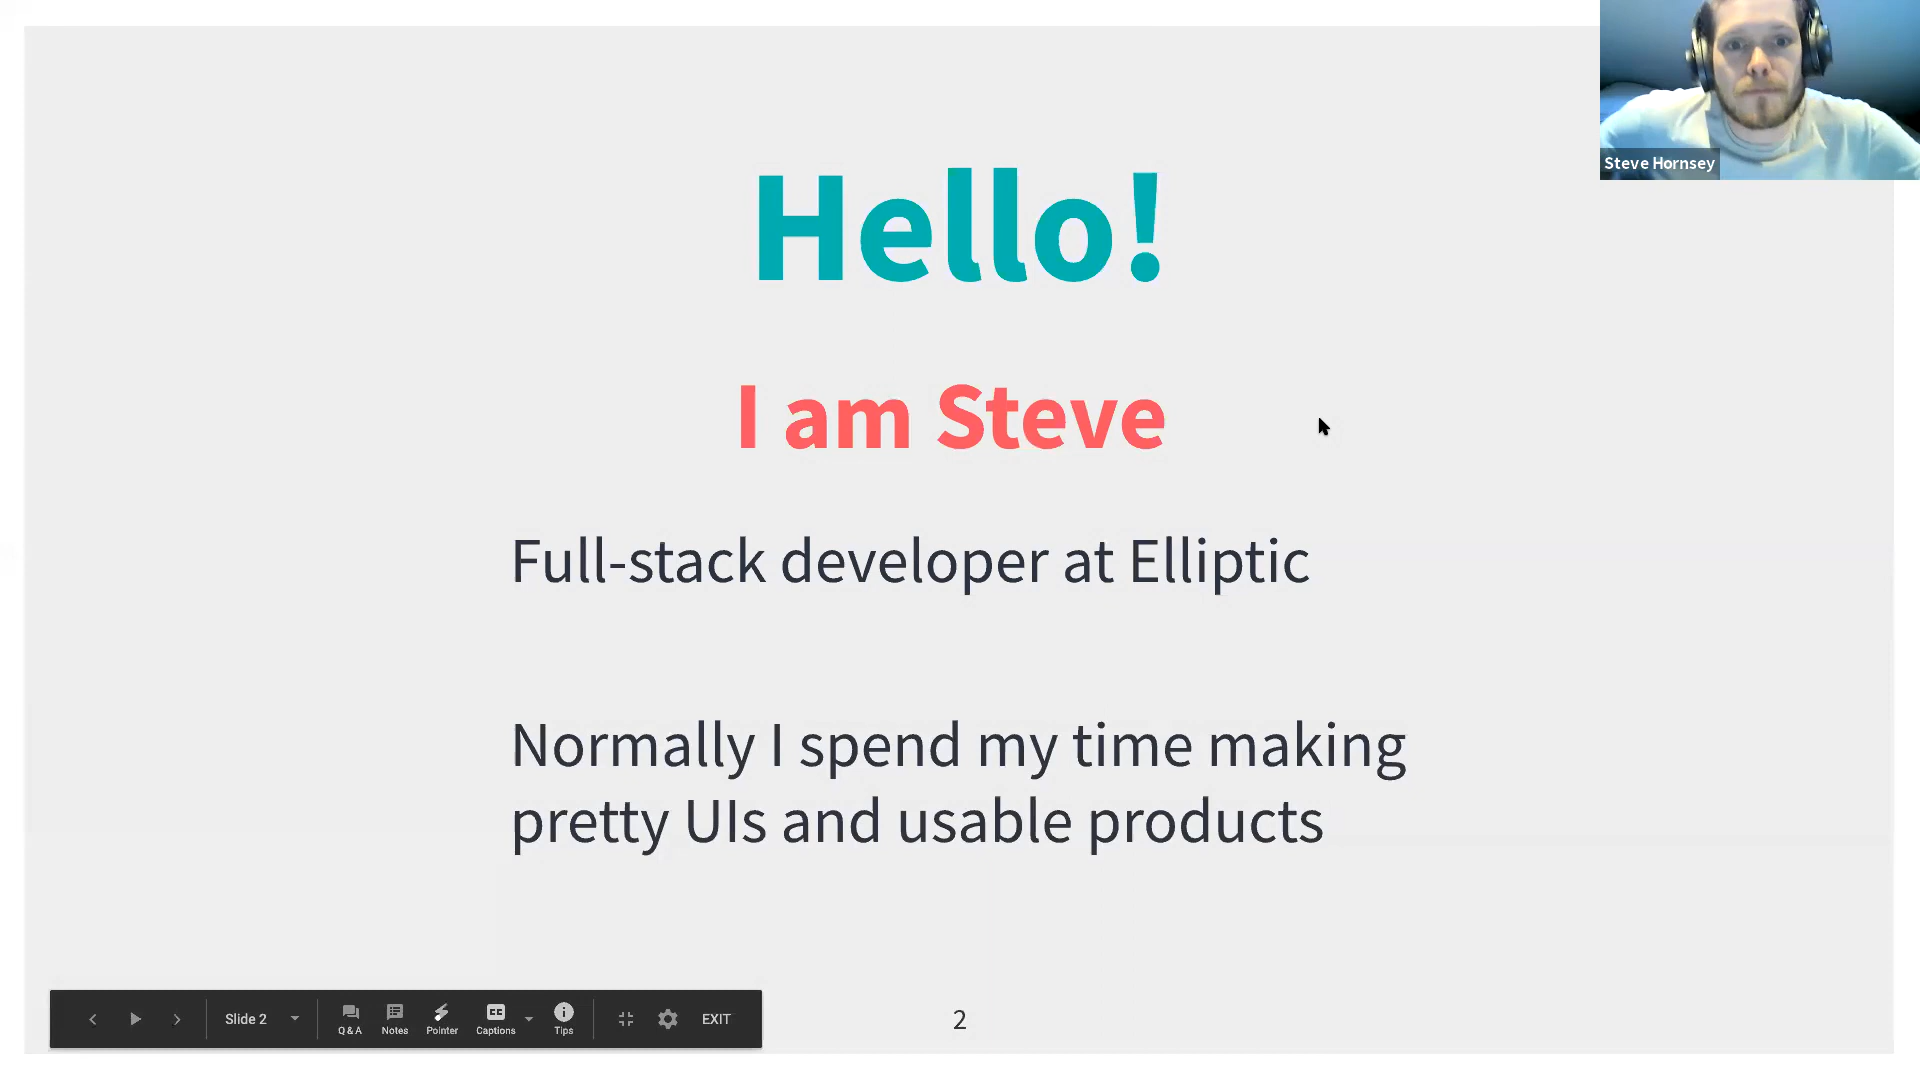 Hello!
I am Steve
Full-stack developer at Elliptic
Normally I spend my time making
pretty UIs and usable products
Steve Hornsey
Slide 2
Q&A
Notes
Pointer
Captions
Tips
EXIT
2